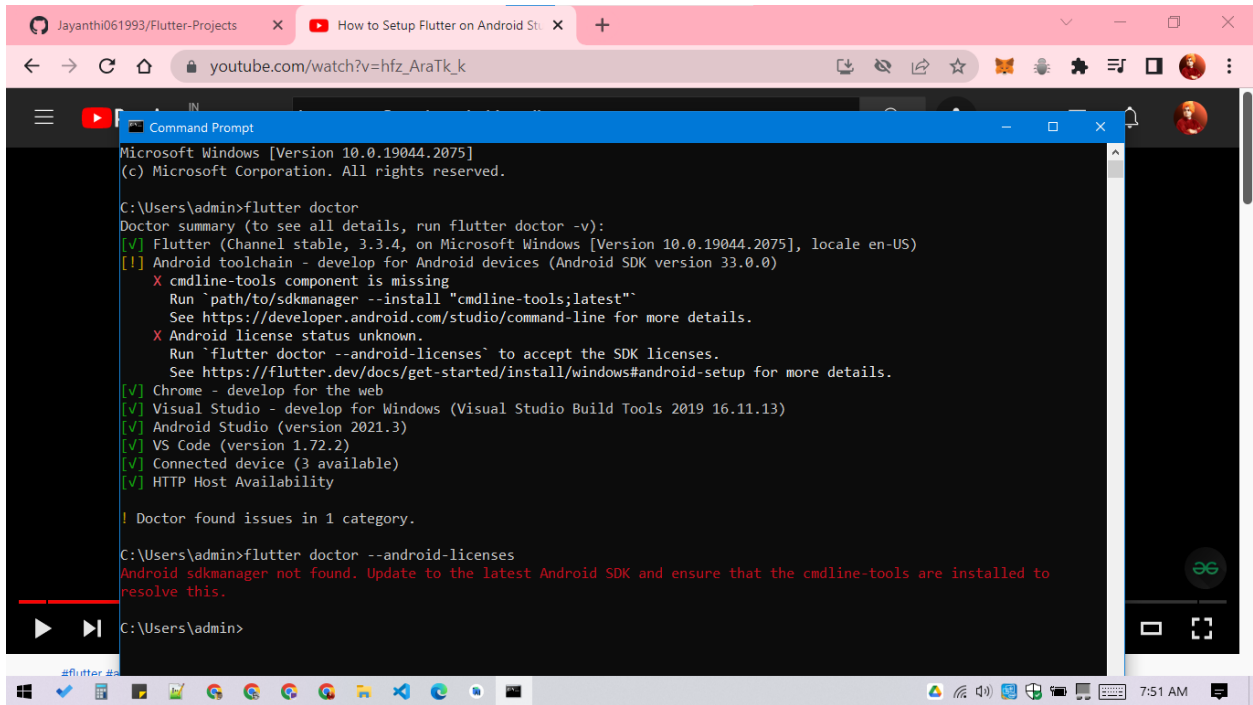 Jayanthi061993/Flutter-Projects
How to Setup Flutter on Android Stu
youtube.com/watch?v=hfz_AraTk_k
IN
Command Prompt
Microsoft Windows [Version 10.0.19044.2075]
(c) Microsoft Corporation. All rights reserved.
C:\Users\admin>flutter doctor
Doctor summary (to see all details, run flutter doctor -v):
[√] Flutter (Channel stable, 3.3.4, on Microsoft Windows [Version 10.0.19044.2075], locale en-US)
[!] Android toolchain - develop for Android devices (Android SDK version 33.0.0)
X cmdline-tools component is missing
Run `path/to/sdkmanager --install "cmdline-tools;latest"`
See https://developer.android.com/studio/command-line for more details.
X Android license status unknown.
Run `flutter doctor --android-licenses` to accept the SDK licenses.
See https://flutter.dev/docs/get-started/install/windows#android-setup for more details.
[√] Chrome - develop for the web
[√] Visual Studio - develop for Windows (Visual Studio Build Tools 2019 16.11.13)
[√] Android Studio (version 2021.3)
[√] VS Code (version 1.72.2)
[√] Connected device (3 available)
[√] HTTP Host Availability
! Doctor found issues in 1 category.
C:\Users\admin>flutter doctor --android-licenses
Android sdkmanager not found. Update to the latest Android SDK and ensure that the cmdline-tools are installed to
resolve this.
C:\Users\admin>
#flutter #a
7:51 AM